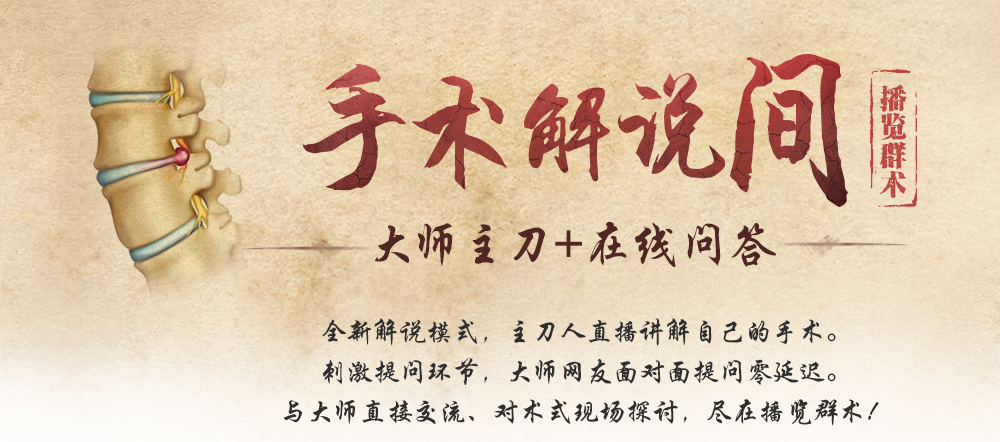 手术解说间
播览群术
大师主刀+在线问答
全新解说模式，主刀人直播讲解自己的手术。
刺激提问环节，大师网友面对面提问零延迟。
与大师直接交流、对术式现场探讨，尽在播览群术！